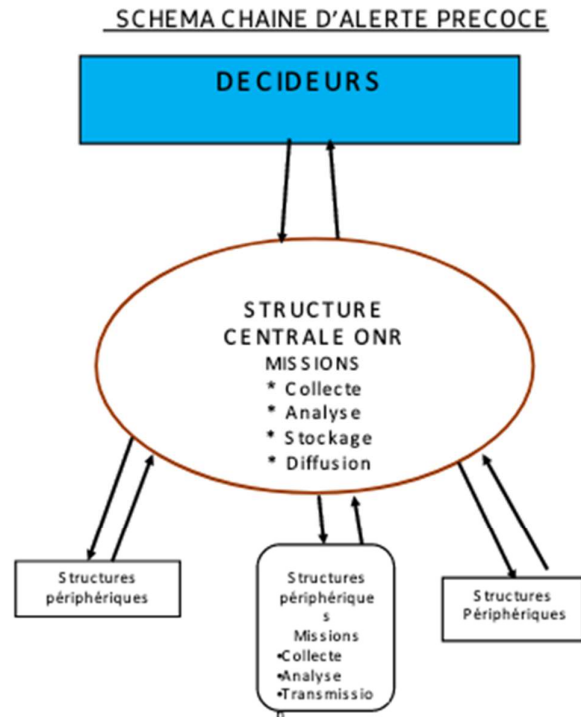 SCHEMA CHAINE D'ALERTE PRECOCE
DECIDEURS
STRUCTURE
CENTRALE ONR
MISSIONS
* Collecte
* Analyse
* Stockage
* Diffusion
Structures
périphériques
Structures
périphérique
s
Missions
•Collecte
•Analyse
•Transmissio
n
Structures
Périphériques